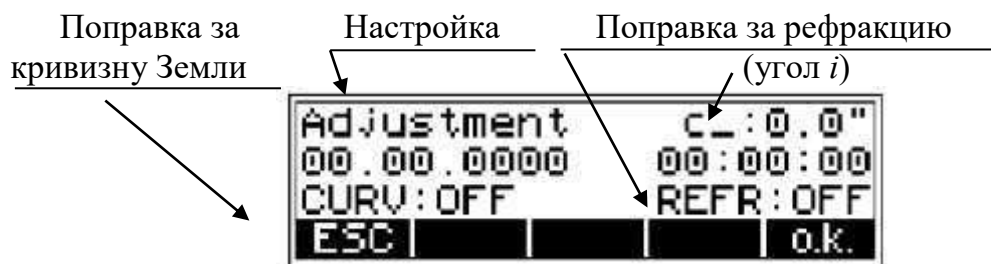 Поправка за кривизну Земли
Настройка
Поправка за рефракцию
(угол i)
Adjustment c_:0.0"
00.00.0000 00:00:00
CURV:OFF REFR:OFF
ESC o.k.